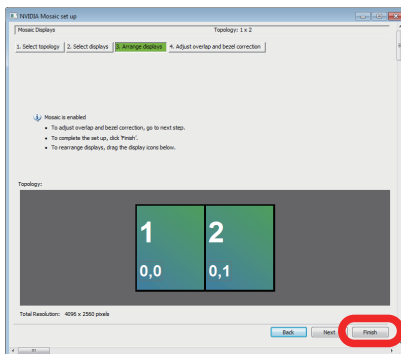 NVIDIA Mosaic set up
Mosaic Displays Topology: 1 x 2
1. Select topology 2. Select displays 3. Arrange displays 4. Adjust overlap and bezel correction
Mosaic is enabled
• To adjust overlap and bezel correction, go to next step.
• To complete the set up, click 'Finish'.
• To rearrange displays, drag the display icons below.
Topology:
1 2
0,0 0,1
Total Resolution: 4096 x 2560 pixels
Back Next Finish